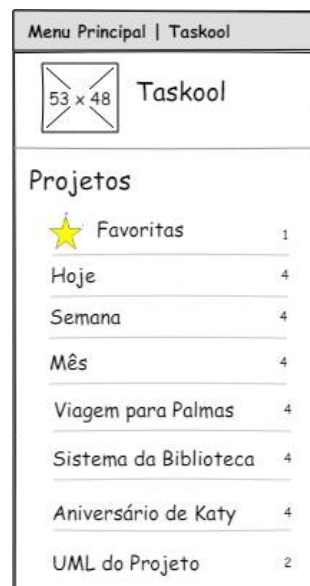 Menu Principal | Taskool
53 x 48
Taskool
Projetos
Favoritas 1
Hoje 4
Semana 4
Mês 4
Viagem para Palmas 4
Sistema da Biblioteca 4
Aniversário de Katy 4
UML do Projeto 2